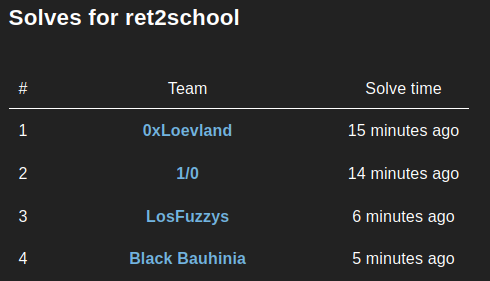 Solves for ret2school
# Team Solve time
1 0xLoevland 15 minutes ago
2 1/0 14 minutes ago
3 LosFuzzys 6 minutes ago
4 Black Bauhinia 5 minutes ago